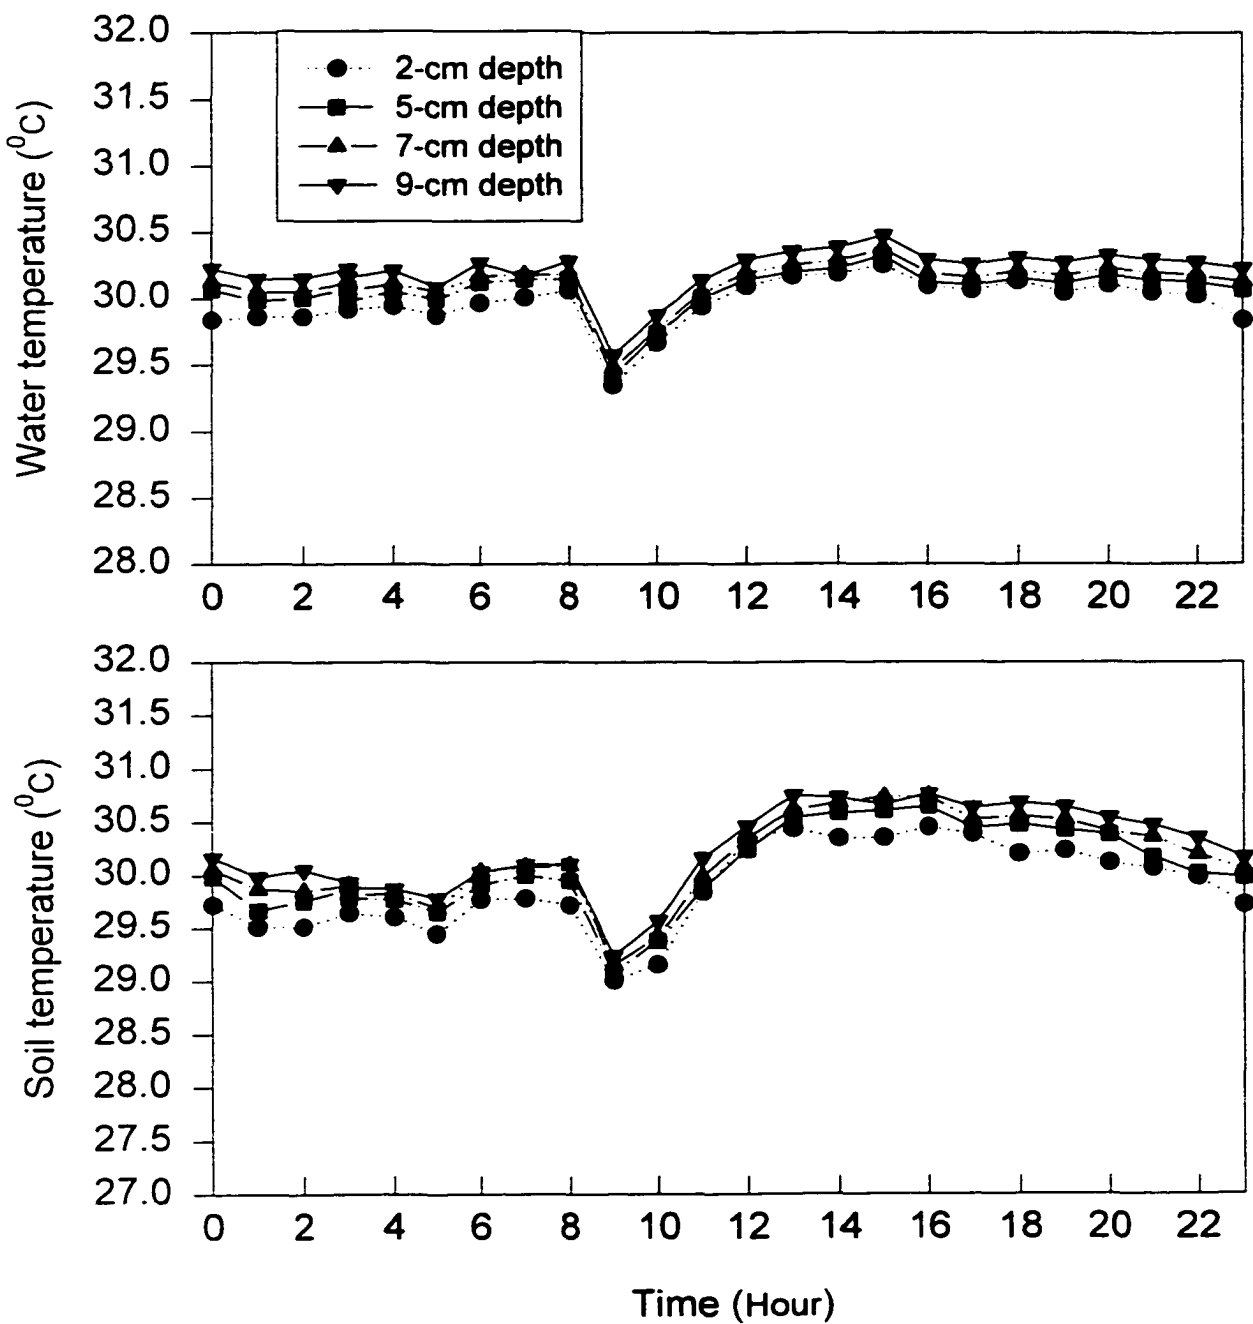 Water temperature (⁰C)
32.0
31.5
31.0
30.5
30.0
29.5
29.0
28.5
28.0
2-cm depth
5-cm depth
7-cm depth
9-cm depth
0 2 4 6 8 10 12 14 16 18 20 22
Soil temperature (⁰C)
32.0
31.5
31.0
30.5
30.0
29.5
29.0
28.5
28.0
27.5
27.0
0 2 4 6 8 10 12 14 16 18 20 22
Time (Hour)